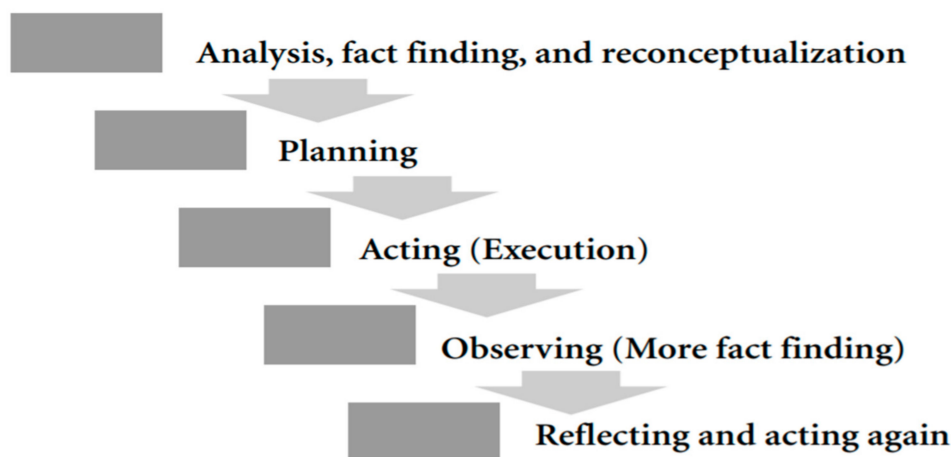 Analysis, fact finding, and reconceptualization
Planning
Acting (Execution)
Observing (More fact finding)
Reflecting and acting again